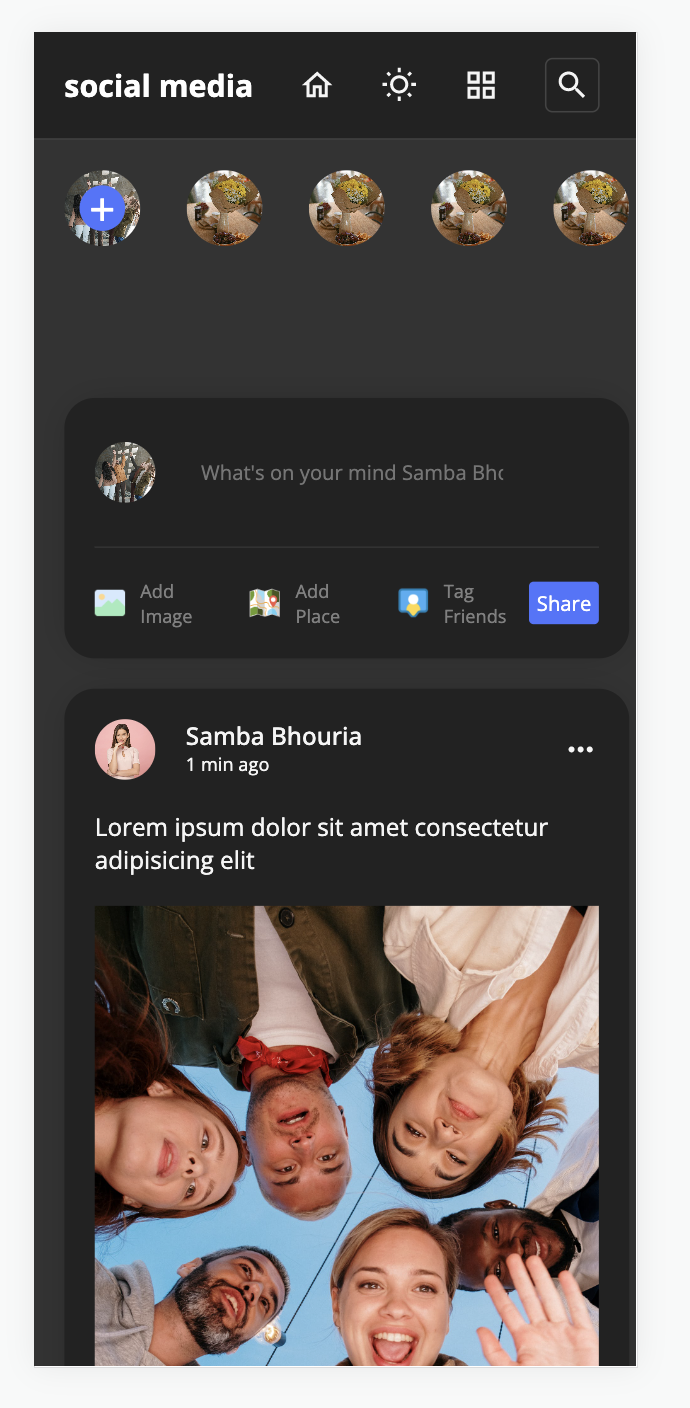 social media
What's on your mind Samba Bho
Add
Image
Add
Place
Tag
Friends
Share
Samba Bhouria
1 min ago
Lorem ipsum dolor sit amet consectetur
adipisicing elit